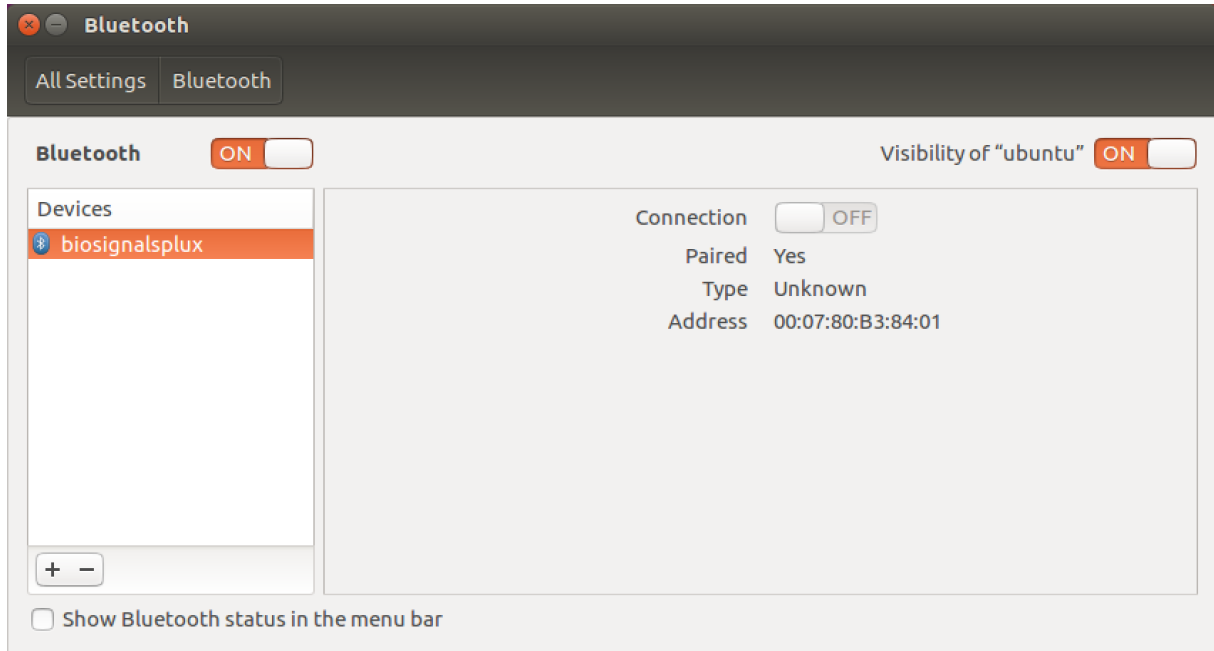 Bluetooth
All Settings Bluetooth
Bluetooth ON
Visibility of “ubuntu” ON
Devices
biosignalsplux
Connection OFF
Paired Yes
Type Unknown
Address 00:07:80:B3:84:01
+ −
Show Bluetooth status in the menu bar